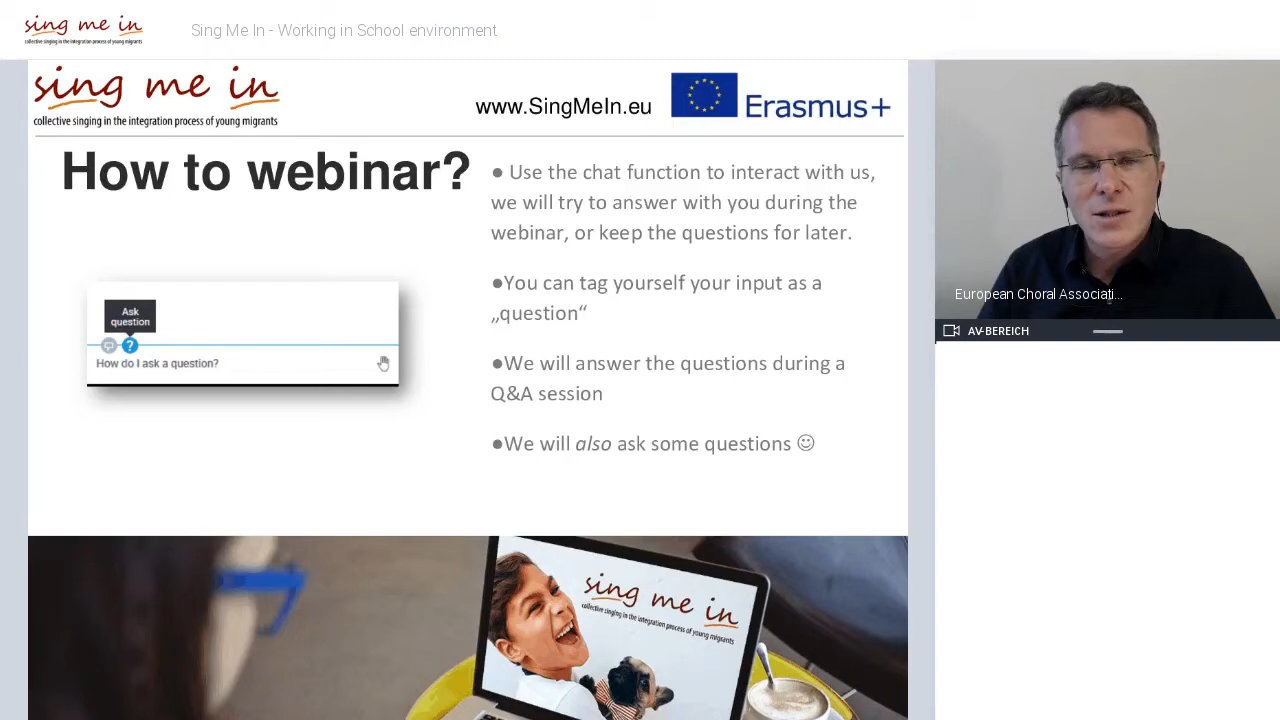 sing me in
collective singing in the integration process of young migrants
Sing Me In - Working in School environment
sing me in
collective singing in the integration process of young migrants
www.SingMeIn.eu
Erasmus+
How to webinar?
● Use the chat function to interact with us,
we will try to answer with you during the
webinar, or keep the questions for later.
●You can tag yourself your input as a
„question“
●We will answer the questions during a
Q&A session
●We will also ask some questions ☺
Ask
question
?
How do I ask a question?
European Choral Associati...
AV-BEREICH
sing me in
collective singing in the integration process of young migrants